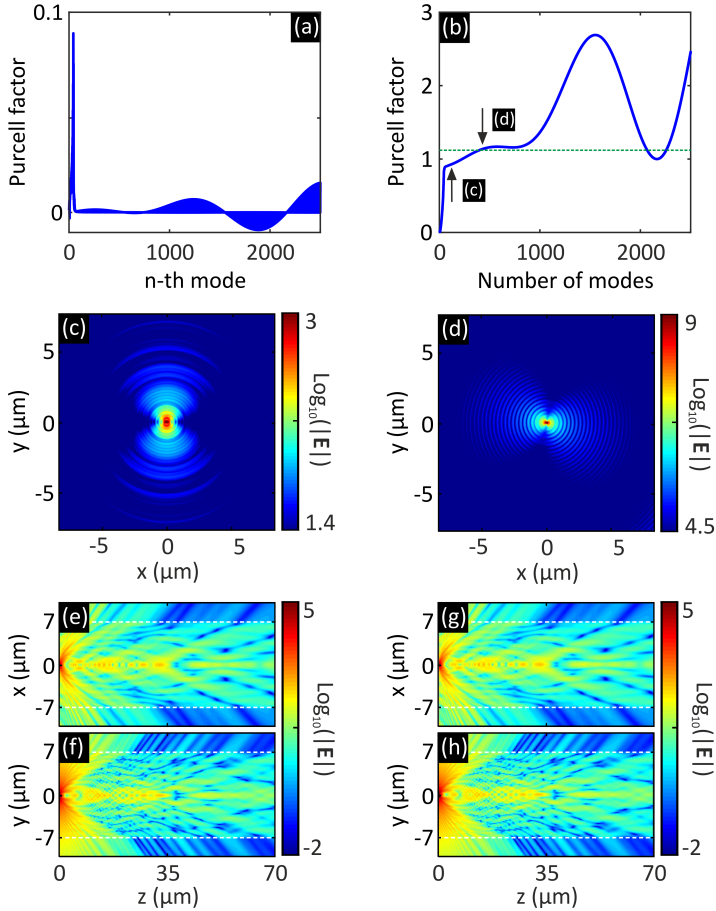 0.1
(a)
Purcell factor
0
0
1000
2000
n-th mode
3
(b)
Purcell factor
2
(d)
1
(c)
0
0
1000
2000
Number of modes
(c)
3
5
y (μm)
0
-5
Log10(|E|)
1.4
-5
0
5
x (μm)
(d)
9
5
y (μm)
0
-5
Log10(|E|)
4.5
-5
0
5
x (μm)
(e)
5
7
x (μm)
0
-7
(f)
7
y (μm)
0
-7
Log10(|E|)
-2
0
35
70
z (μm)
(g)
5
7
x (μm)
0
-7
(h)
7
y (μm)
0
-7
Log10(|E|)
-2
0
35
70
z (μm)